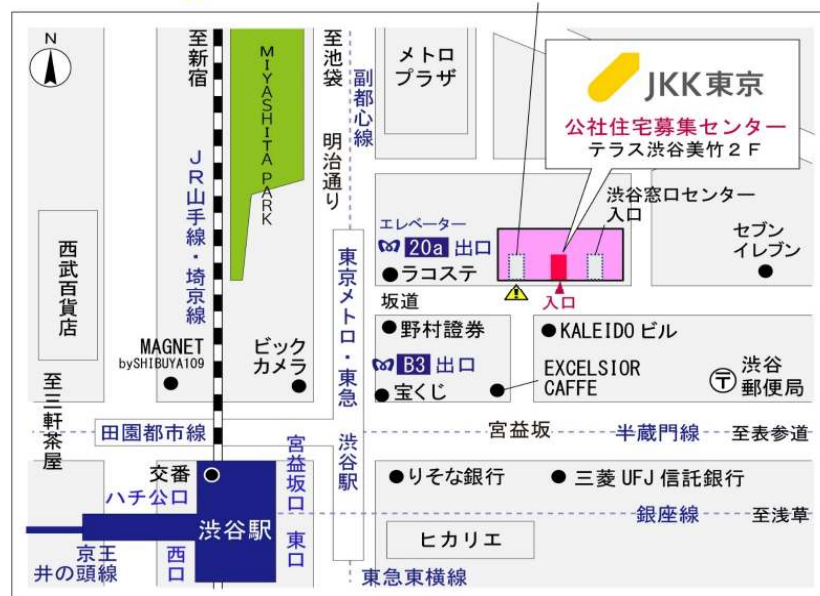 N
至新宿
MIYASHITA PARK
至池袋
明治通り
副都心線
メトロ
プラザ
JKK東京
公社住宅募集センター
テラス渋谷美竹2F
JR山手線・埼京線
西武百貨店
エレベーター
20a 出口
ラコステ
渋谷窓口センター
入口
セブン
イレブン
入口
坂道
東京メトロ・東急 渋谷駅
MAGNET
bySHIBUYA109
ビック
カメラ
野村證券
B3 出口
宝くじ
KALEIDO ビル
EXCELSIOR
CAFFE
〒
渋谷
郵便局
至三軒茶屋
田園都市線
宮益坂
半蔵門線
至表参道
交番
ハチ公口
宮益坂口
りそな銀行
三菱 UFJ 信託銀行
渋谷駅
銀座線
至浅草
京王
井の頭線
西口
東口
ヒカリエ
東急東横線